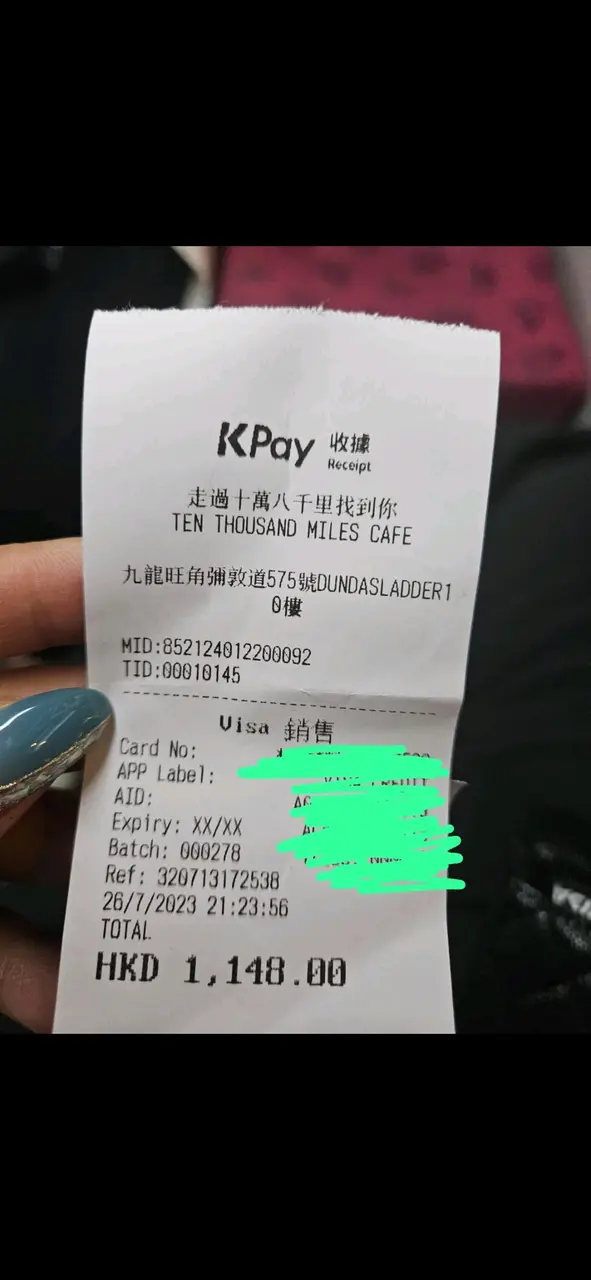 KPay 收據
Receipt
走過十萬八千里找到你
TEN THOUSAND MILES CAFE
九龍旺角彌敦道575號DUNDASLADDER1
0樓
MID:852124012200092
TID:00010145
Visa 銷售
Card No:
APP Label:
AID:
Expiry: XX/XX
Batch: 000278
Ref: 320713172538
26/7/2023 21:23:56
TOTAL
HKD 1,148.00